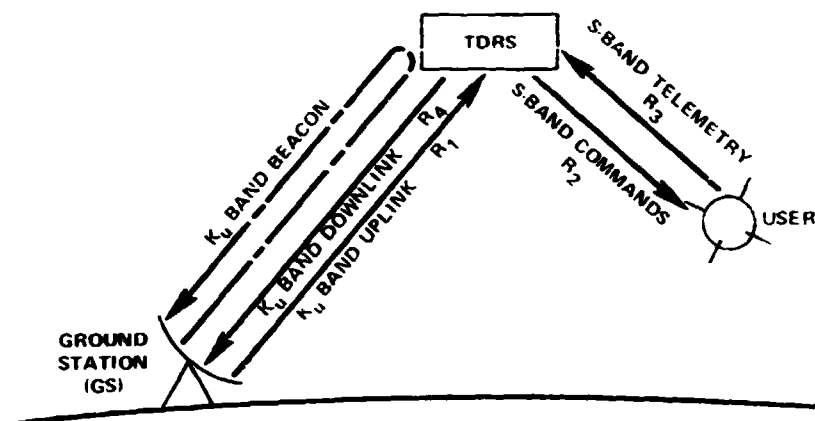 TDRS
S-BAND TELEMETRY
R3
S-BAND COMMANDS
R2
USER
Ku BAND BEACON
Ku BAND DOWNLINK R4
Ku BAND UPLINK R1
GROUND
STATION
(GS)